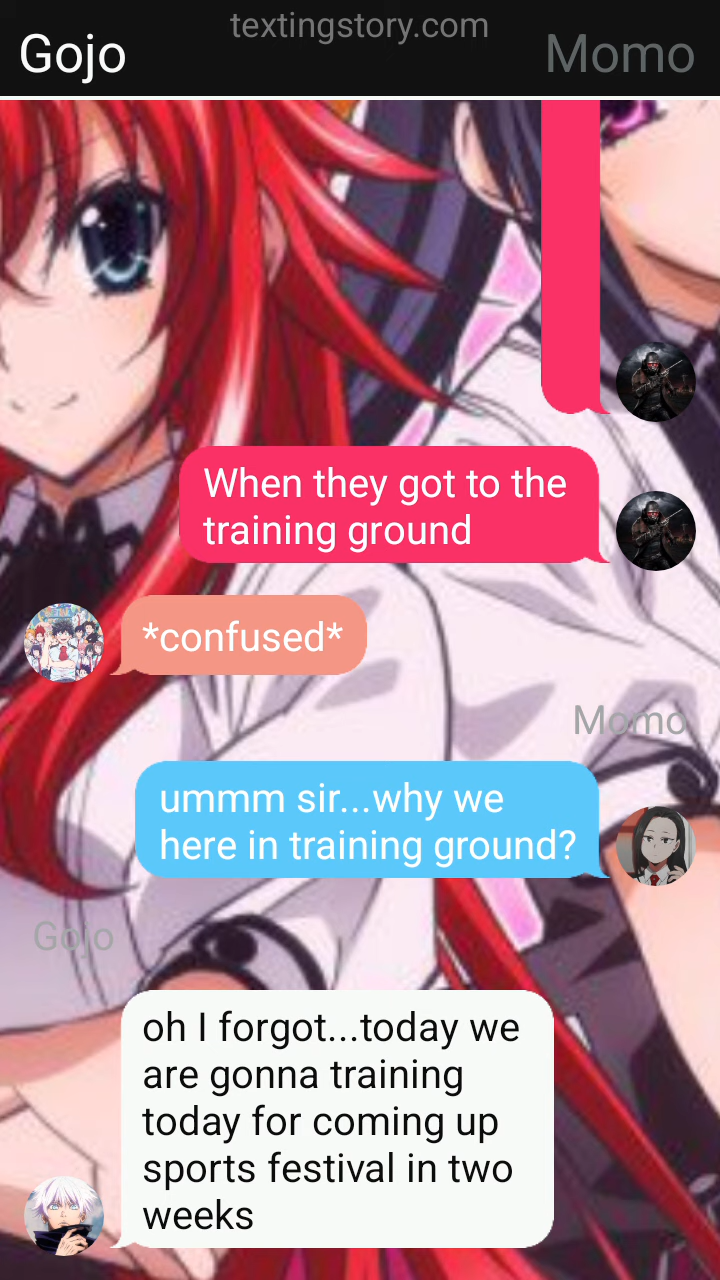 textingstory.com
Gojo
Momo
When they got to the
training ground
*confused*
Momo
ummm sir...why we
here in training ground?
Gojo
oh I forgot...today we
are gonna training
today for coming up
sports festival in two
weeks